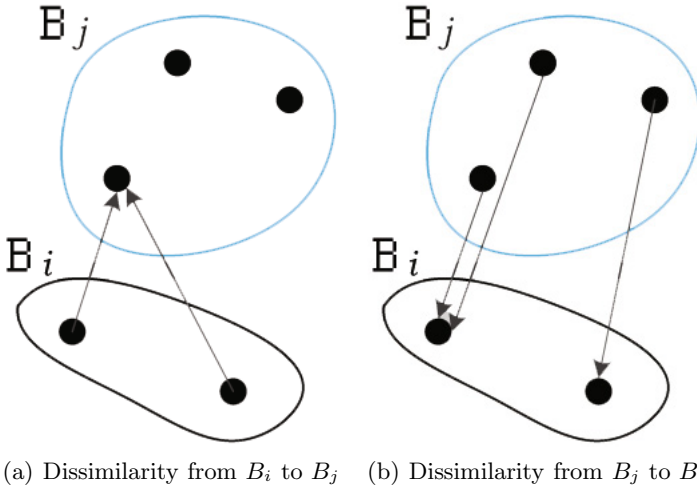 B j B j
B i B i
(a) Dissimilarity from B_i to B_j (b) Dissimilarity from B_j to B